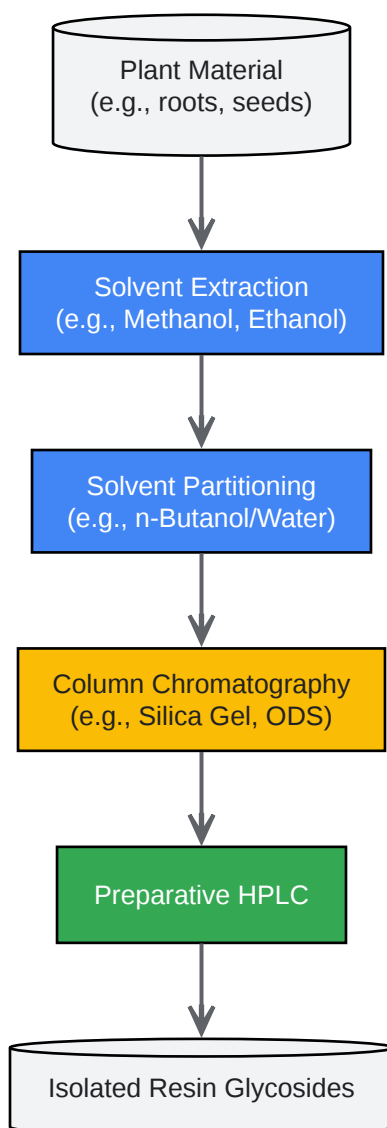 Plant Material
(e.g., roots, seeds)
Solvent Extraction
(e.g., Methanol, Ethanol)
Solvent Partitioning
(e.g., n-Butanol/Water)
Column Chromatography
(e.g., Silica Gel, ODS)
Preparative HPLC
Isolated Resin Glycosides